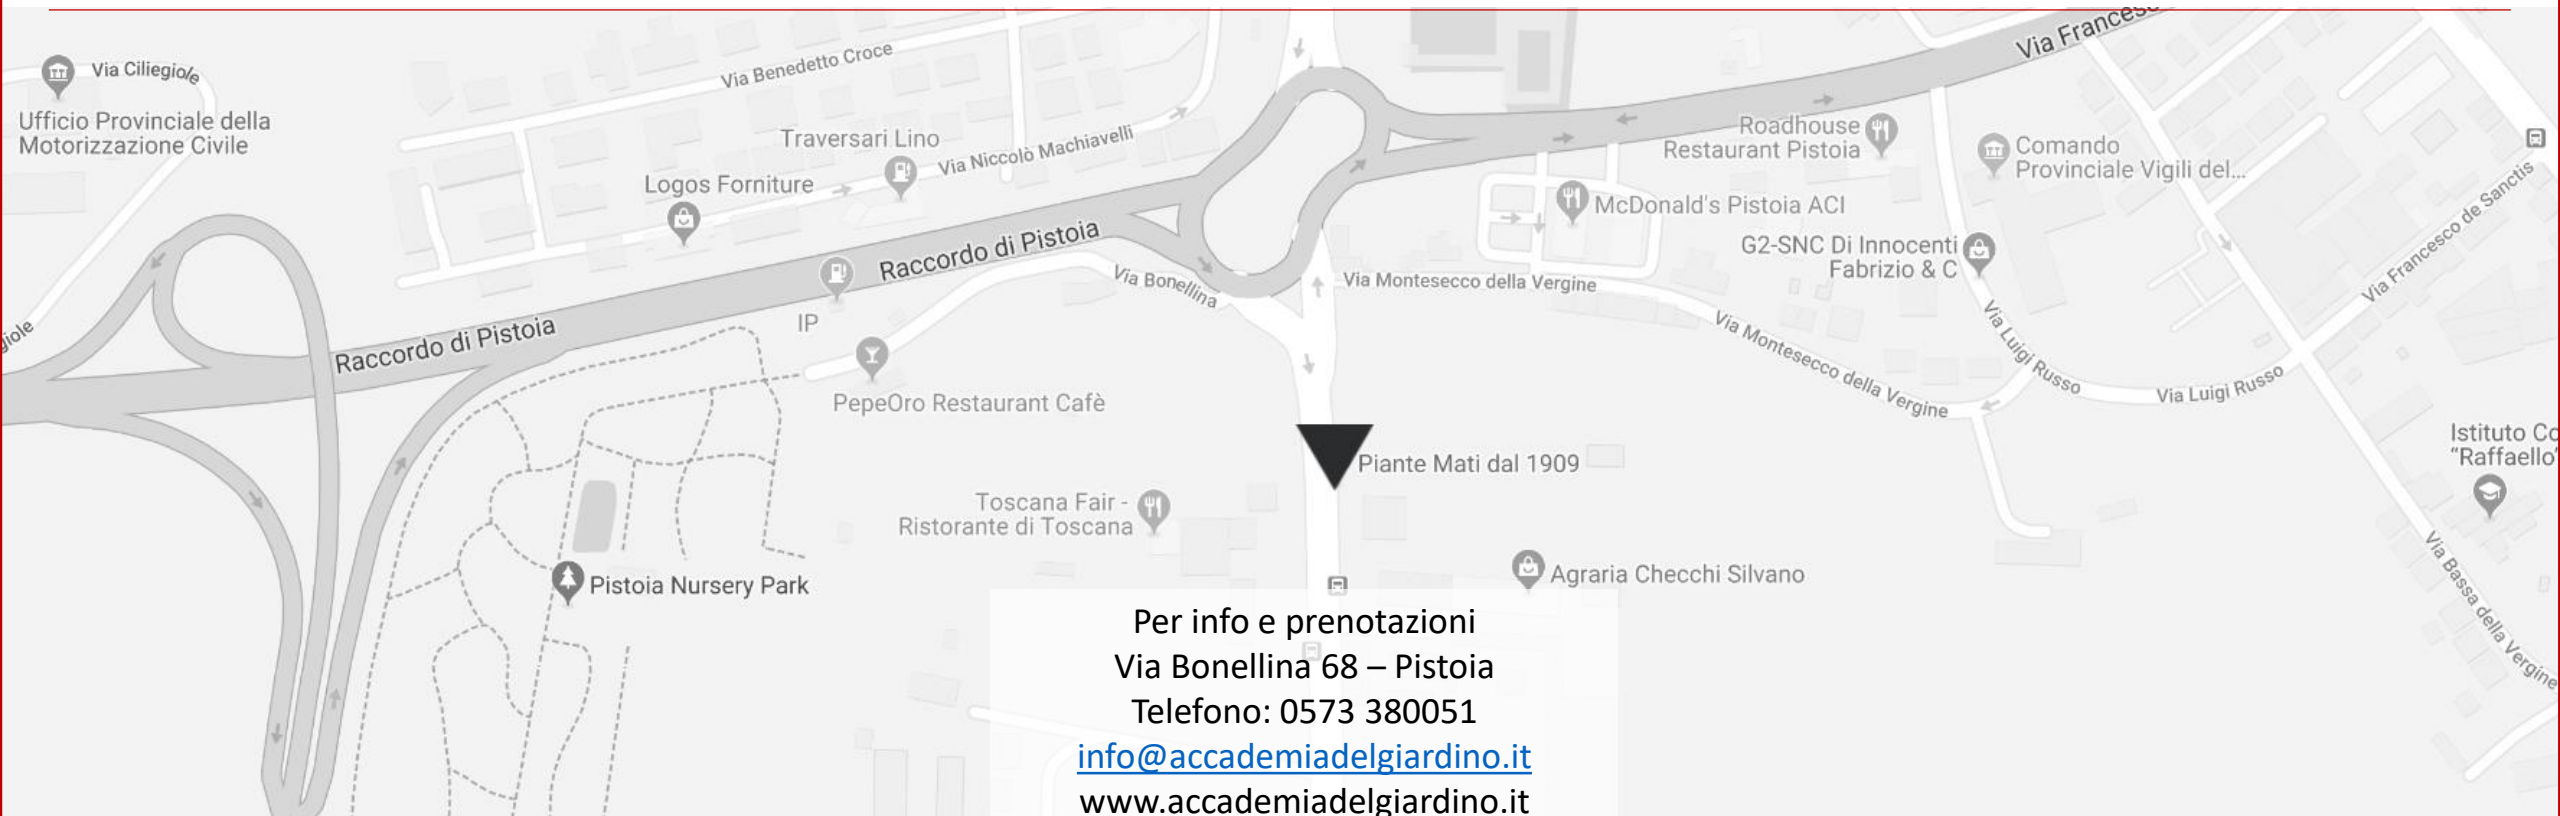 Via Ciliegiole
Ufficio Provinciale della
Motorizzazione Civile
Via Benedetto Croce
Traversari Lino
Via Niccolò Machiavelli
Logos Forniture
Raccordo di Pistoia
Raccordo di Pistoia
IP
Via Bonellina
PepeOro Restaurant Cafè
Roadhouse
Restaurant Pistoia
McDonald's Pistoia ACI
Comando
Provinciale Vigili del...
G2-SNC Di Innocenti
Fabrizio & C
Via Francesco de Sanctis
Via Montesecco della Vergine
Via Montesecco della Vergine
Via Luigi Russo
Via Luigi Russo
Piante Mati dal 1909
Istituto Co
"Raffaello"
Toscana Fair -
Ristorante di Toscana
Agraria Checchi Silvano
Pistoia Nursery Park
Via Bassa della Vergine
Per info e prenotazioni
Via Bonellina 68 – Pistoia
Telefono: 0573 380051
info@accademiadelgiardino.it
www.accademiadelgiardino.it